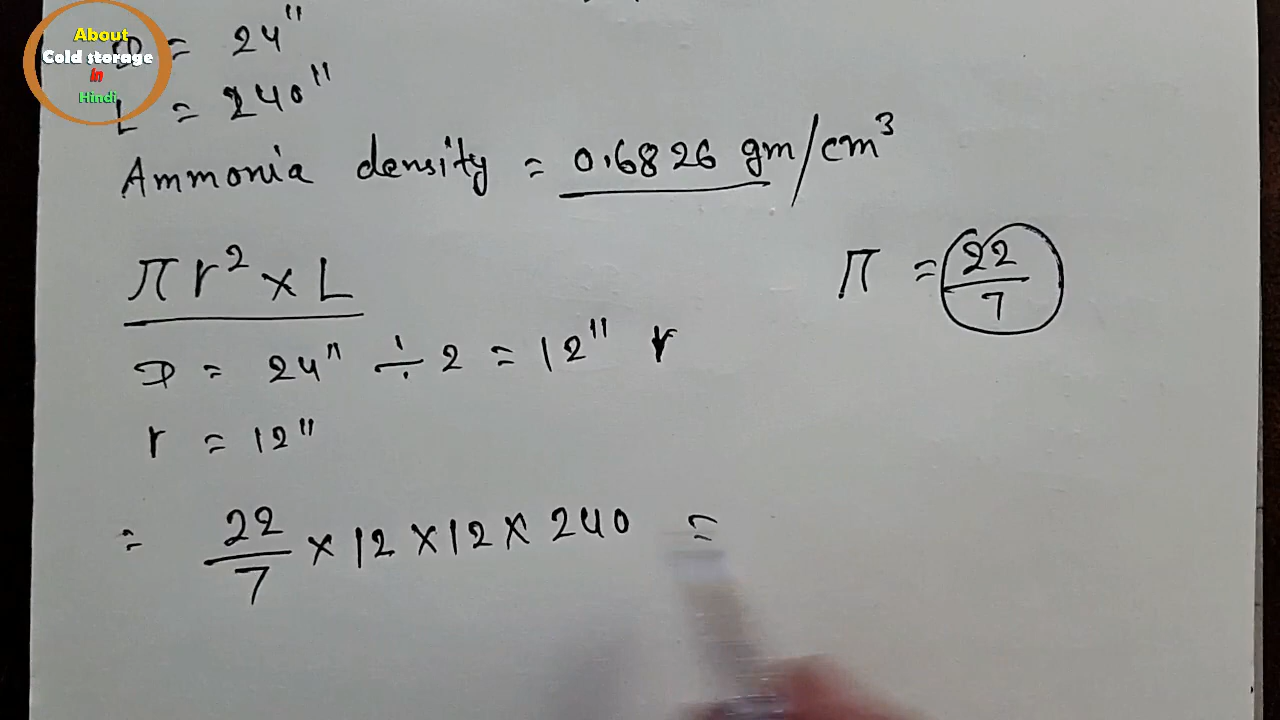 About
Cold storage
in
Hindi
D = 24"
L = 240"
Ammonia density = 0.6826 gm/cm³
πr² × L
π = 22/7
D = 24" ÷ 2 = 12" r
r = 12"
= 22/7 × 12 × 12 × 240 =